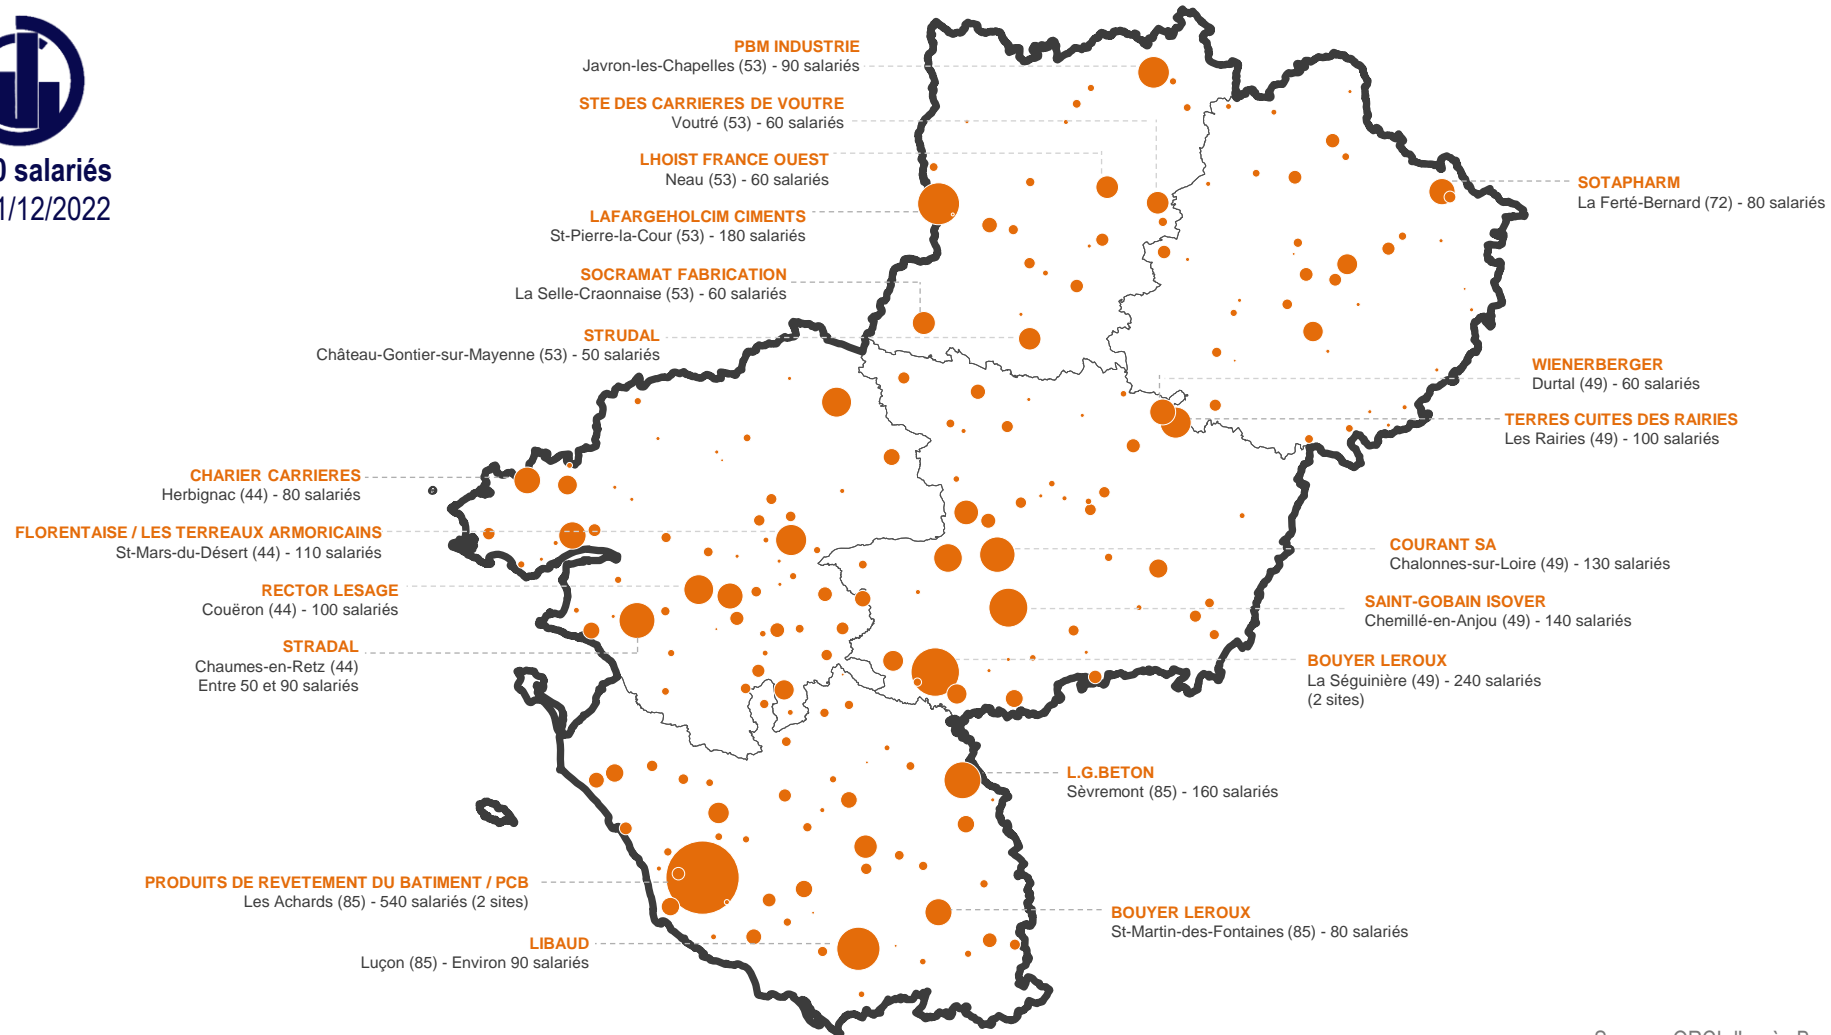 0 salariés
1/12/2022
PBM INDUSTRIE
Javron-les-Chapelles (53) - 90 salariés
STE DES CARRIERES DE VOUTRE
Voutré (53) - 60 salariés
LHOIST FRANCE OUEST
Neau (53) - 60 salariés
LAFARGEHOLCIM CIMENTS
St-Pierre-la-Cour (53) - 180 salariés
SOCRAMAT FABRICATION
La Selle-Craonnaise (53) - 60 salariés
STRUDAL
Château-Gontier-sur-Mayenne (53) - 50 salariés
SOTAPHARM
La Ferté-Bernard (72) - 80 salariés
WIENERBERGER
Durtal (49) - 60 salariés
TERRES CUITES DES RAIRIES
Les Rairies (49) - 100 salariés
CHARIER CARRIERES
Herbignac (44) - 80 salariés
FLORENTAISE / LES TERREAUX ARMORICAINS
St-Mars-du-Désert (44) - 110 salariés
RECTOR LESAGE
Couëron (44) - 100 salariés
STRADAL
Chaumes-en-Retz (44)
Entre 50 et 90 salariés
COURANT SA
Chalonnes-sur-Loire (49) - 130 salariés
SAINT-GOBAIN ISOVER
Chemillé-en-Anjou (49) - 140 salariés
BOUYER LEROUX
La Séguinière (49) - 240 salariés
(2 sites)
L.G.BETON
Sèvremont (85) - 160 salariés
PRODUITS DE REVETEMENT DU BATIMENT / PCB
Les Achards (85) - 540 salariés (2 sites)
LIBAUD
Luçon (85) - Environ 90 salariés
BOUYER LEROUX
St-Martin-des-Fontaines (85) - 80 salariés